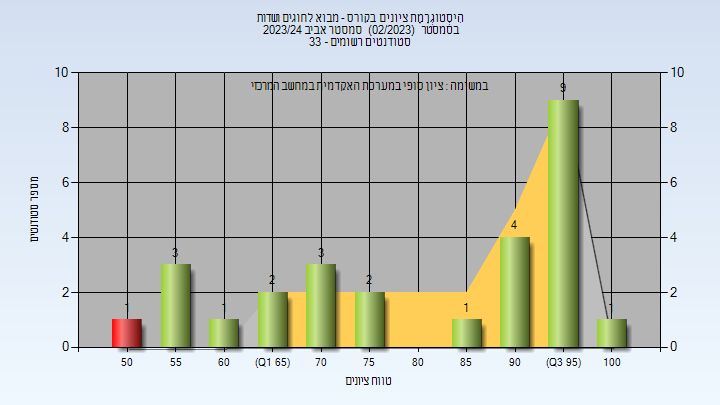 היסטוגרמת ציונים בקורס - מבוא לחוגים ושדות
בסמסטר (02/2023) סמסטר אביב 2023/24
סטודנטים רשומים - 33
במשימה : ציון סופי במערכת האקדמית במחשב המרכזי
מספר סטודנטים
10 10
8 8
6 6
4 4
2 2
0 0
1 3 1 2 3 2 1 4 9 1
50 55 60 (Q1 65) 70 75 80 85 90 (Q3 95) 100
טווח ציונים